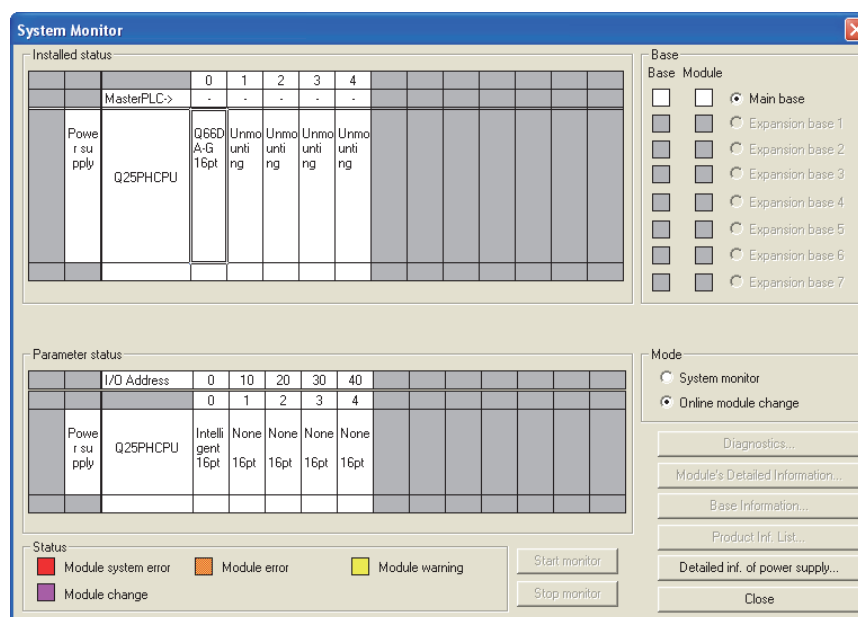 System Monitor
Installed status
0 1 2 3 4
MasterPLC-> - - - - -
Powe
r su
pply
Q25PHCPU
Q66D
A-G
16pt
Unmo
unti
ng
Unmo
unti
ng
Unmo
unti
ng
Unmo
unti
ng
Base
Base Module
Main base
Expansion base 1
Expansion base 2
Expansion base 3
Expansion base 4
Expansion base 5
Expansion base 6
Expansion base 7
Parameter status
I/O Address 0 10 20 30 40
0 1 2 3 4
Powe
r su
pply
Q25PHCPU
Intelli
gent
16pt
None
16pt
None
16pt
None
16pt
None
16pt
Mode
System monitor
Online module change
Diagnostics...
Module's Detailed Information...
Base Information...
Product Inf. List...
Detailed inf. of power supply...
Close
Status
Module system error
Module error
Module warning
Module change
Start monitor
Stop monitor